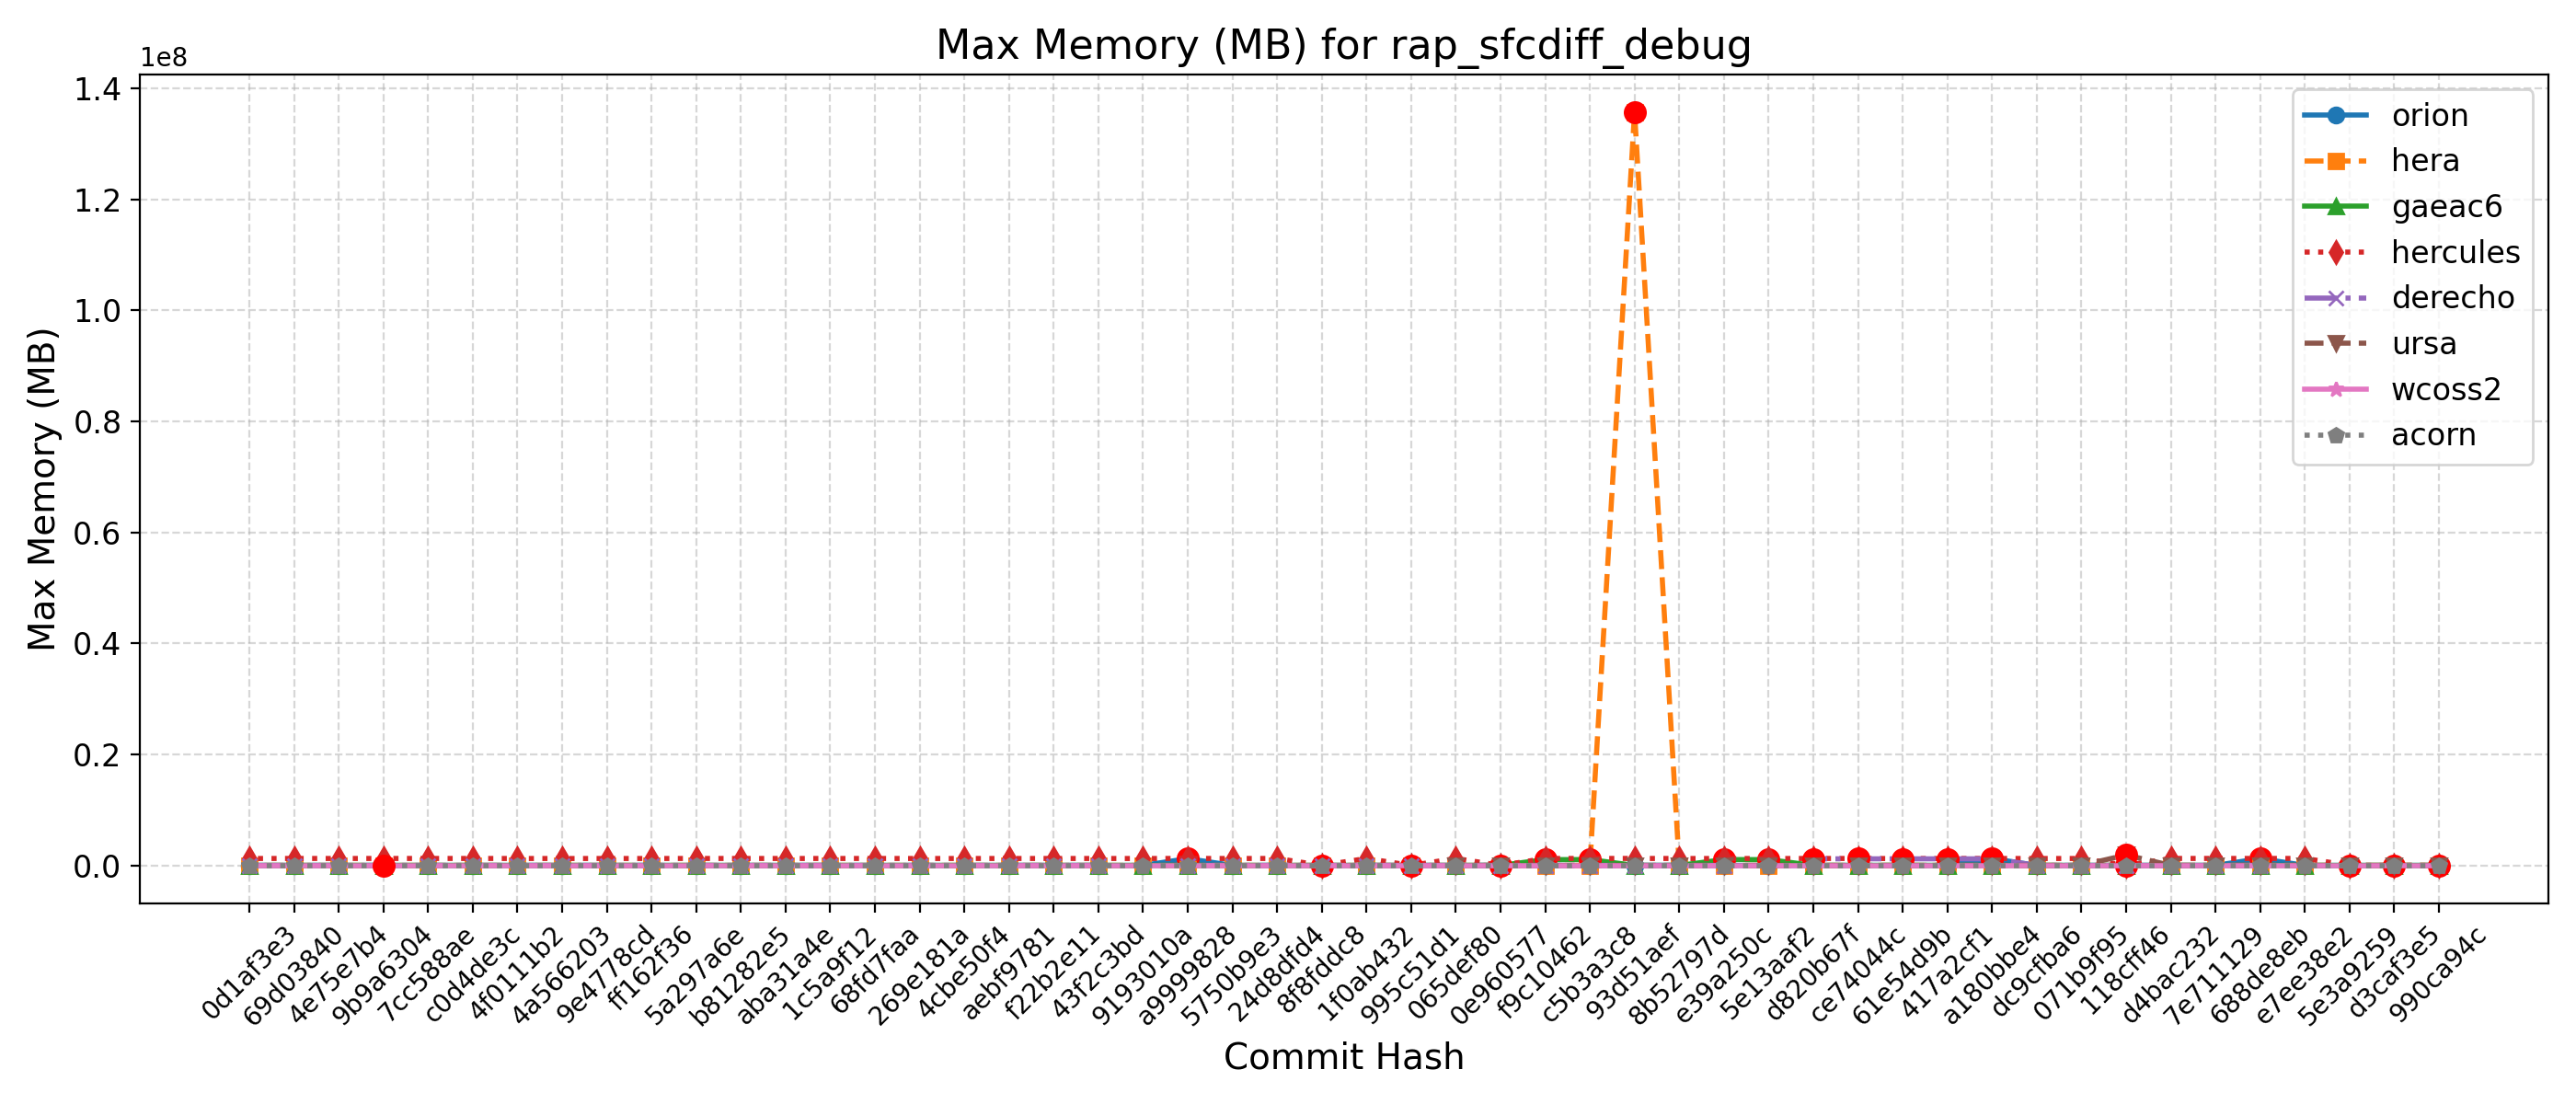 Max Memory (MB) for rap_sfcdiff_debug
1e8
1.4
1.2
1.0
0.8
0.6
0.4
0.2
0.0
Max Memory (MB)
orion
hera
gaeac6
hercules
derecho
ursa
wcoss2
acorn
0d1af3e3
69d03840
4e75e7b4
9b9a6304
7cc588ae
c0d4de3c
4f0111b2
4a566203
9e4778cd
ff162f36
5a297a6e
b81282e5
aba31a4e
1c5a9f12
68fd7faa
269e181a
4cbe50f4
aebf9781
f22b2e11
43f2c3bd
9193010a
a9999828
5750b9e3
24d8dfd4
8f8fddc8
1f0ab432
995c51d1
065def80
0e960577
f9c10462
c5b3a3c8
93d51aef
8b52797d
e39a250c
5e13aaf2
d820b67f
ce74044c
61e54d9b
417a2cf1
a180bbe4
dc9cfba6
071b9f95
118cff46
d4bac232
7e711129
688de8eb
e7ee38e2
5e3a9259
d3caf3e5
990ca94c
Commit Hash